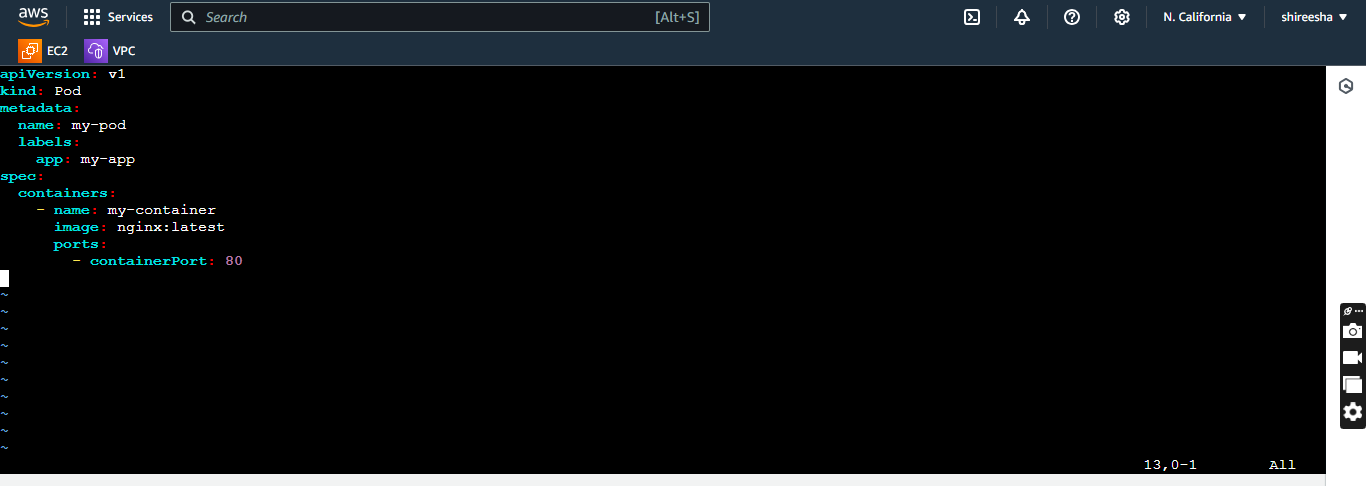 aws Services Search [Alt+S] N. California shireesha
EC2 VPC
apiVersion: v1
kind: Pod
metadata:
  name: my-pod
  labels:
    app: my-app
spec:
  containers:
    - name: my-container
      image: nginx:latest
      ports:
        - containerPort: 80
~
~
~
~
~
~
~
~
~
~
13,0-1 All